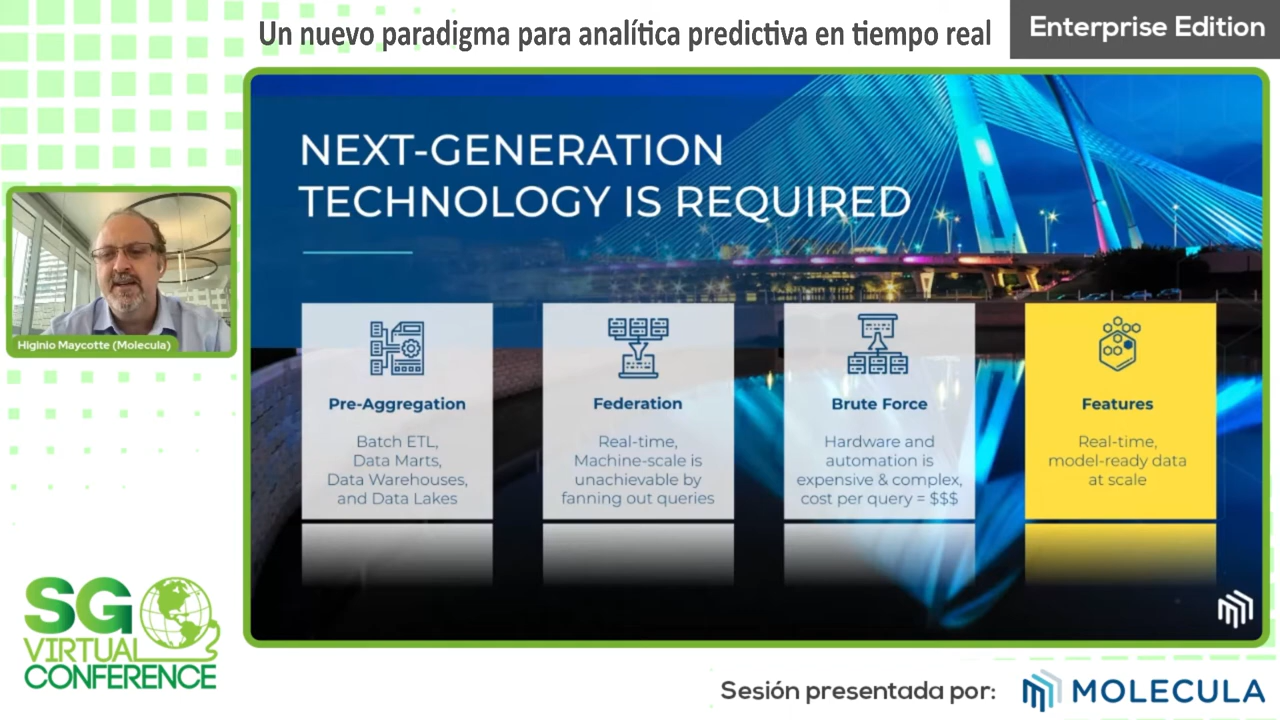 Un nuevo paradigma para analítica predictiva en tiempo real
Enterprise Edition
NEXT-GENERATION
TECHNOLOGY IS REQUIRED
Pre-Aggregation
Batch ETL,
Data Marts,
Data Warehouses,
and Data Lakes
Federation
Real-time,
Machine-scale is
unachievable by
fanning out queries
Brute Force
Hardware and
automation is
expensive & complex,
cost per query = $$$
Features
Real-time,
model-ready data
at scale
Higinio Maycotte (Molecula)
SG
VIRTUAL
CONFERENCE
Sesión presentada por:
MOLECULA